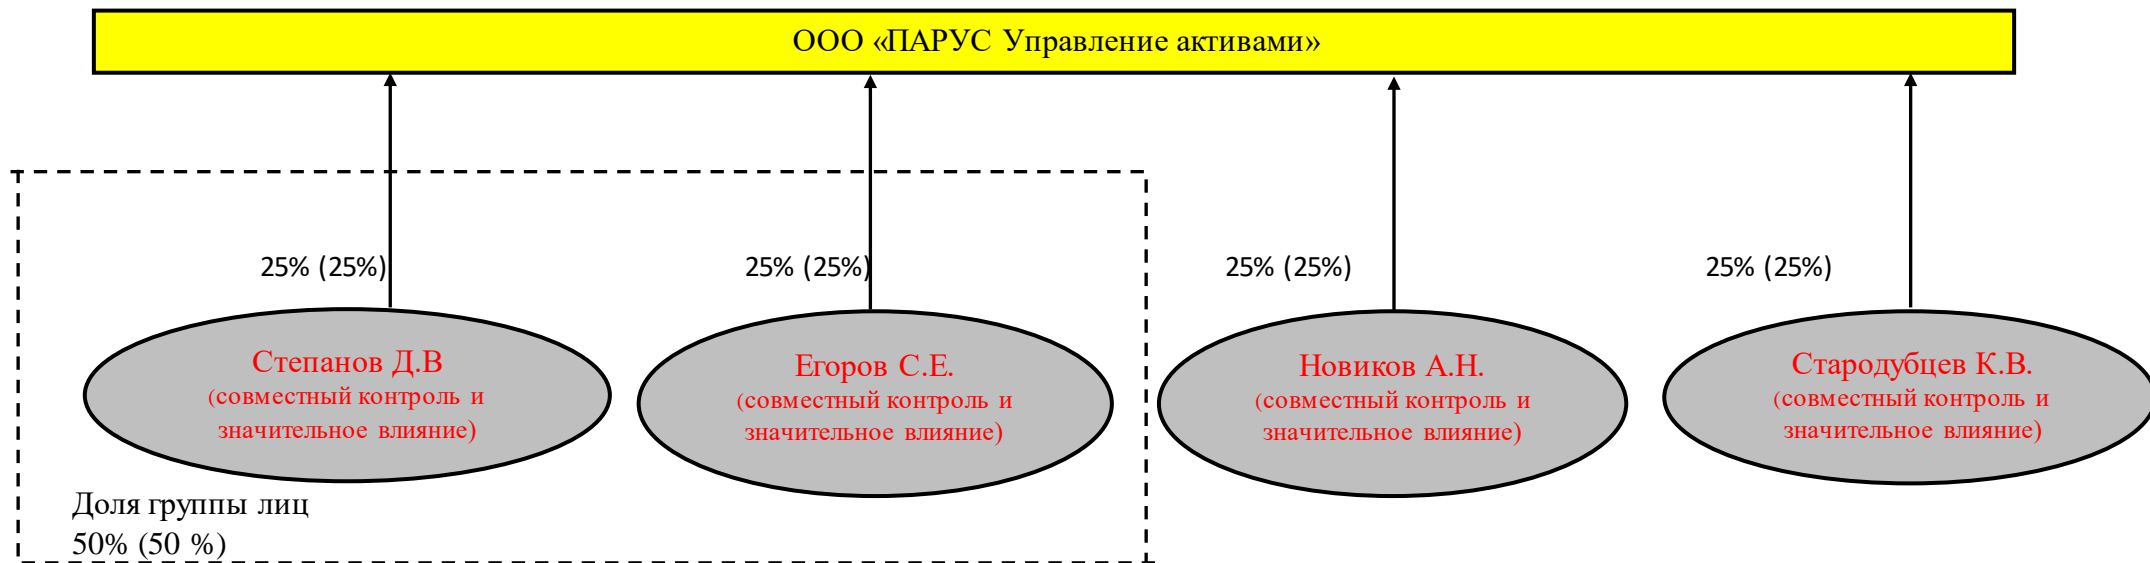 ООО «ПАРУС Управление активами»
25% (25%)
25% (25%)
25% (25%)
25% (25%)
Степанов Д.В
(совместный контроль и
значительное влияние)
Егоров С.Е.
(совместный контроль и
значительное влияние)
Новиков А.Н.
(совместный контроль и
значительное влияние)
Стародубцев К.В.
(совместный контроль и
значительное влияние)
Доля группы лиц
50% (50 %)